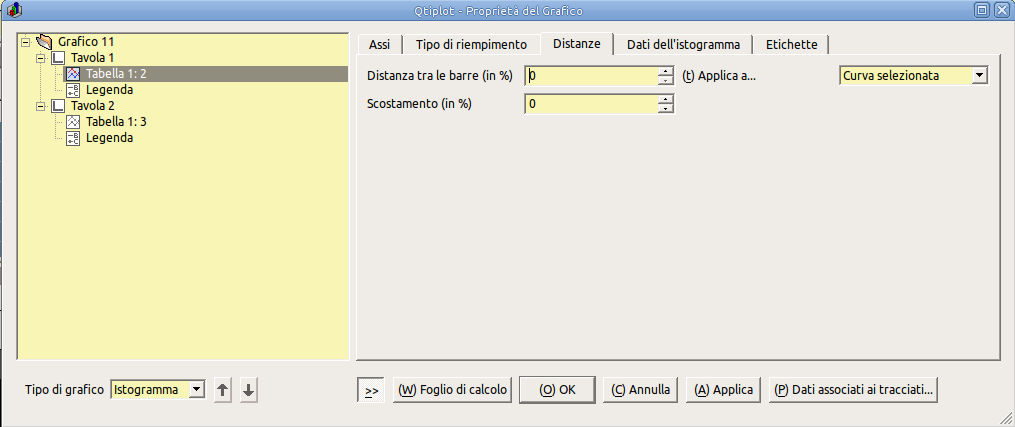 Qtiplot - Proprietà del Grafico
Grafico 11
Tavola 1
Tabella 1: 2
Legenda
Tavola 2
Tabella 1: 3
Legenda
Assi Tipo di riempimento Distanze Dati dell'istogramma Etichette
Distanza tra le barre (in %) 0 (t) Applica a... Curva selezionata
Scostamento (in %) 0
Tipo di grafico Istogramma >> (W) Foglio di calcolo (O) OK (C) Annulla (A) Applica (P) Dati associati ai tracciati...